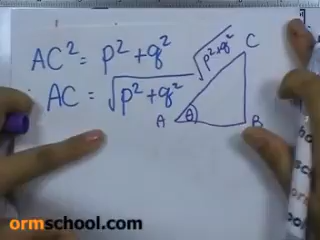 AC² = p² + q²
AC = √p² + q²
√p²+q²
C
A
θ
B
ormschool.com